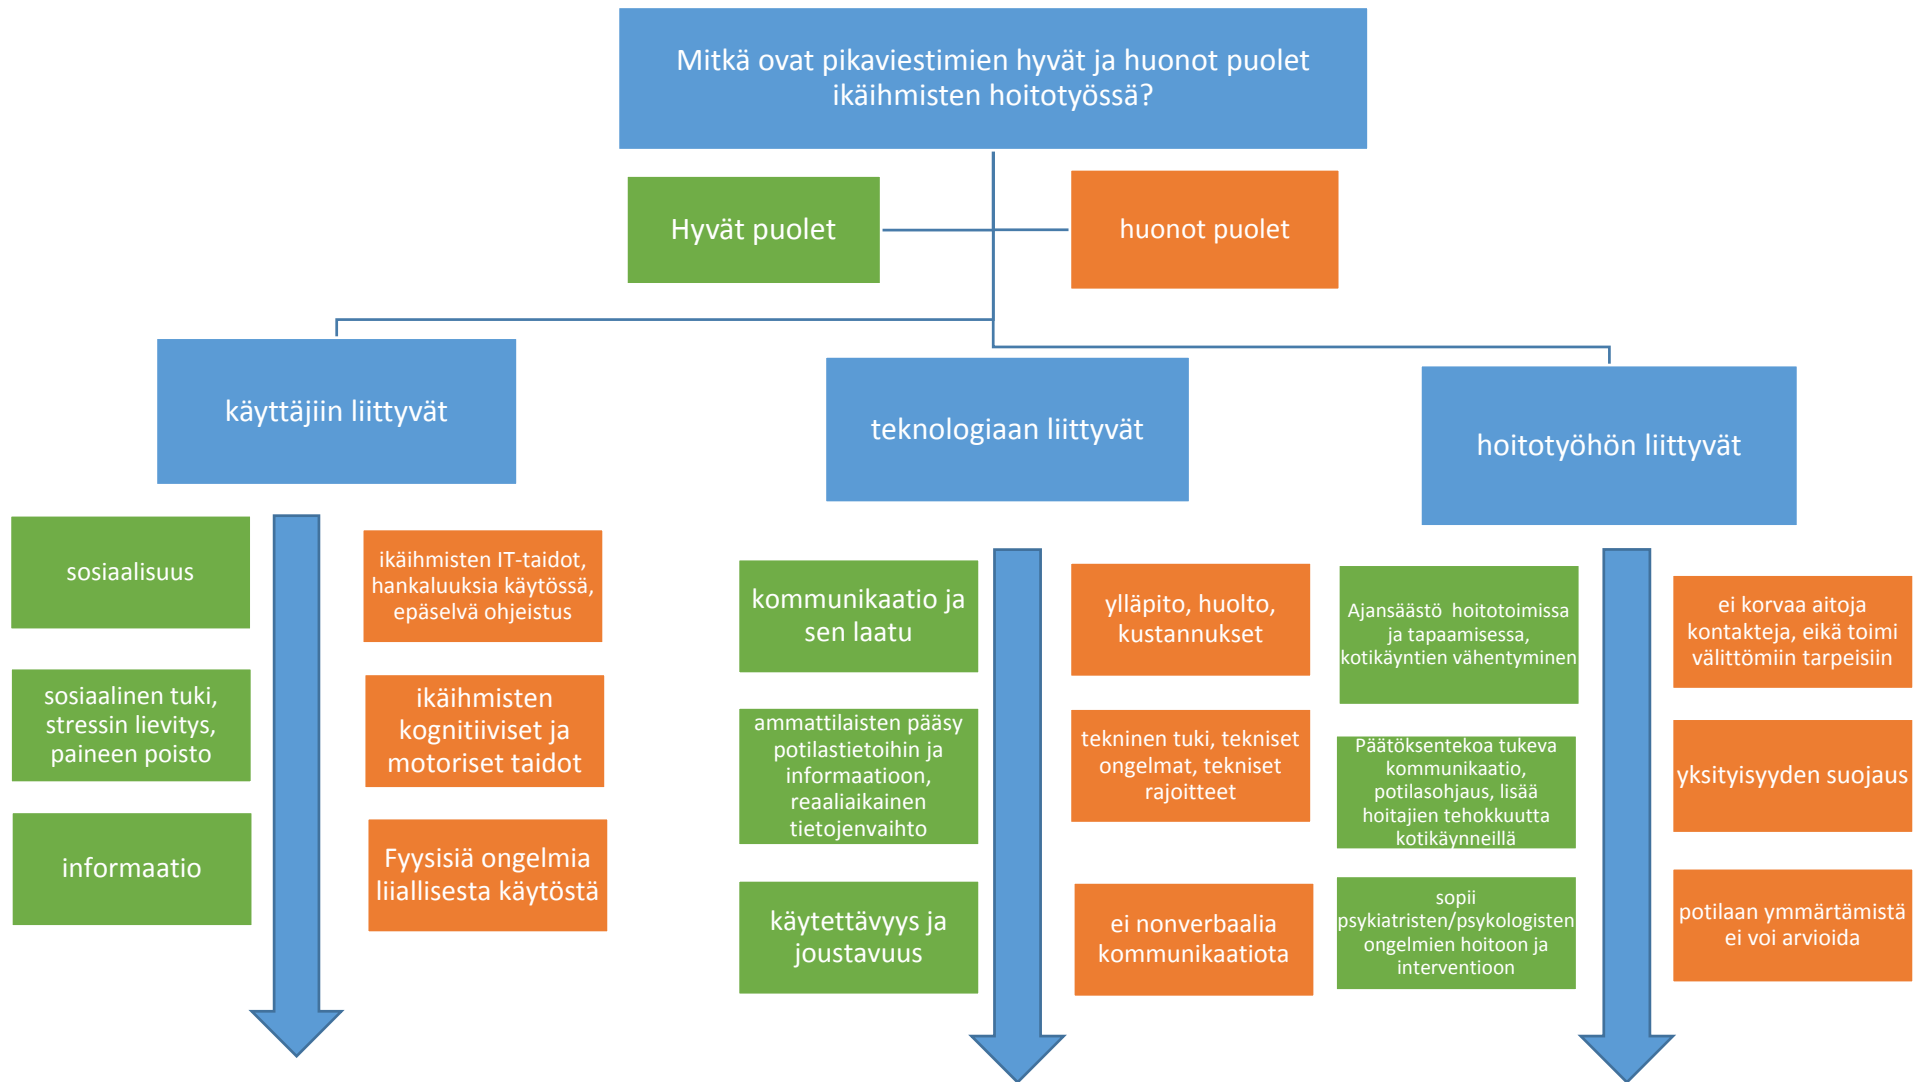 Mitkä ovat pikaviestimien hyvät ja huonot puolet
ikäihmisten hoitotyössä?
Hyvät puolet
huonot puolet
käyttäjiin liittyvät
teknologiaan liittyvät
hoitotyöhön liittyvät
sosiaalisuus
sosiaalinen tuki,
stressin lievitys,
paineen poisto
informaatio
ikäihmisten IT-taidot,
hankaluuksia käytössä,
epäselvä ohjeistus
ikäihmisten
kognitiiviset ja
motoriset taidot
Fyysisiä ongelmia
liiallisesta käytöstä
kommunikaatio ja
sen laatu
ammattilaisten pääsy
potilastietoihin ja
informaatioon,
reaaliaikainen
tietojenvaihto
käytettävyys ja
joustavuus
ylläpito, huolto,
kustannukset
tekninen tuki, tekniset
ongelmat, tekniset
rajoitteet
ei nonverbaalia
kommunikaatiota
Ajansäästö hoitotoimissa
ja tapaamisessa,
kotikäyntien vähentyminen
Päätöksentekoa tukeva
kommunikaatio,
potilasohjaus, lisää
hoitajien tehokkuutta
kotikäynneillä
sopii
psykiatristen/psykologisten
ongelmien hoitoon ja
interventioon
ei korvaa aitoja
kontakteja, eikä toimi
välittömiin tarpeisiin
yksityisyyden suojaus
potilaan ymmärtämistä
ei voi arvioida